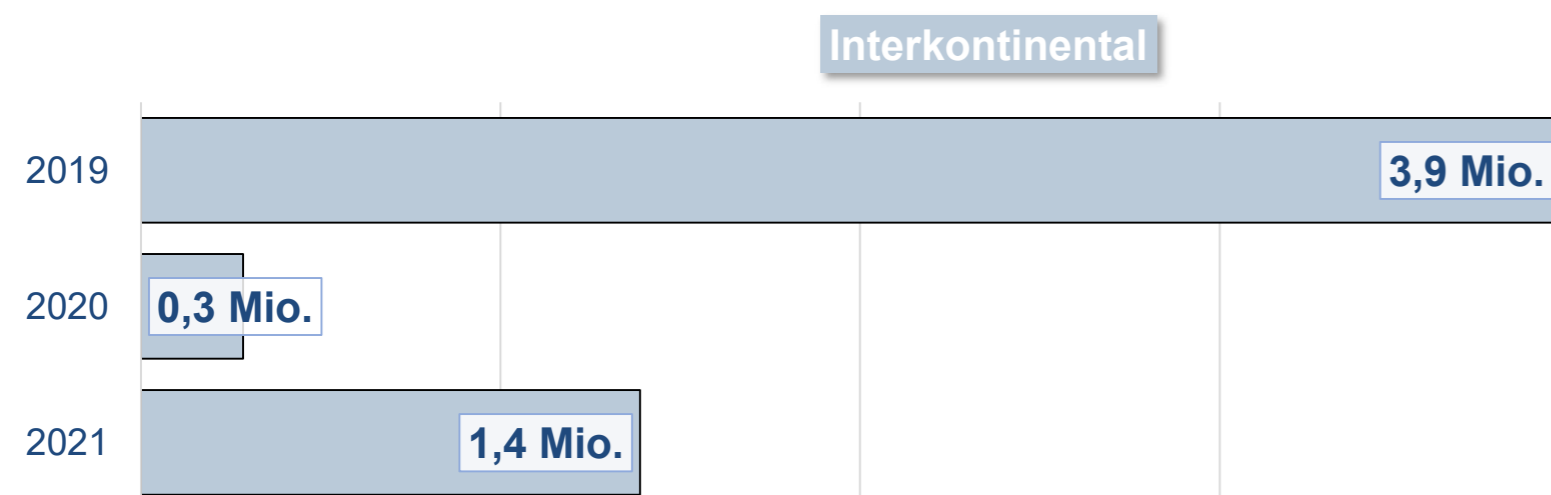 Interkontinental
2019
3,9 Mio.
2020
0,3 Mio.
2021
1,4 Mio.